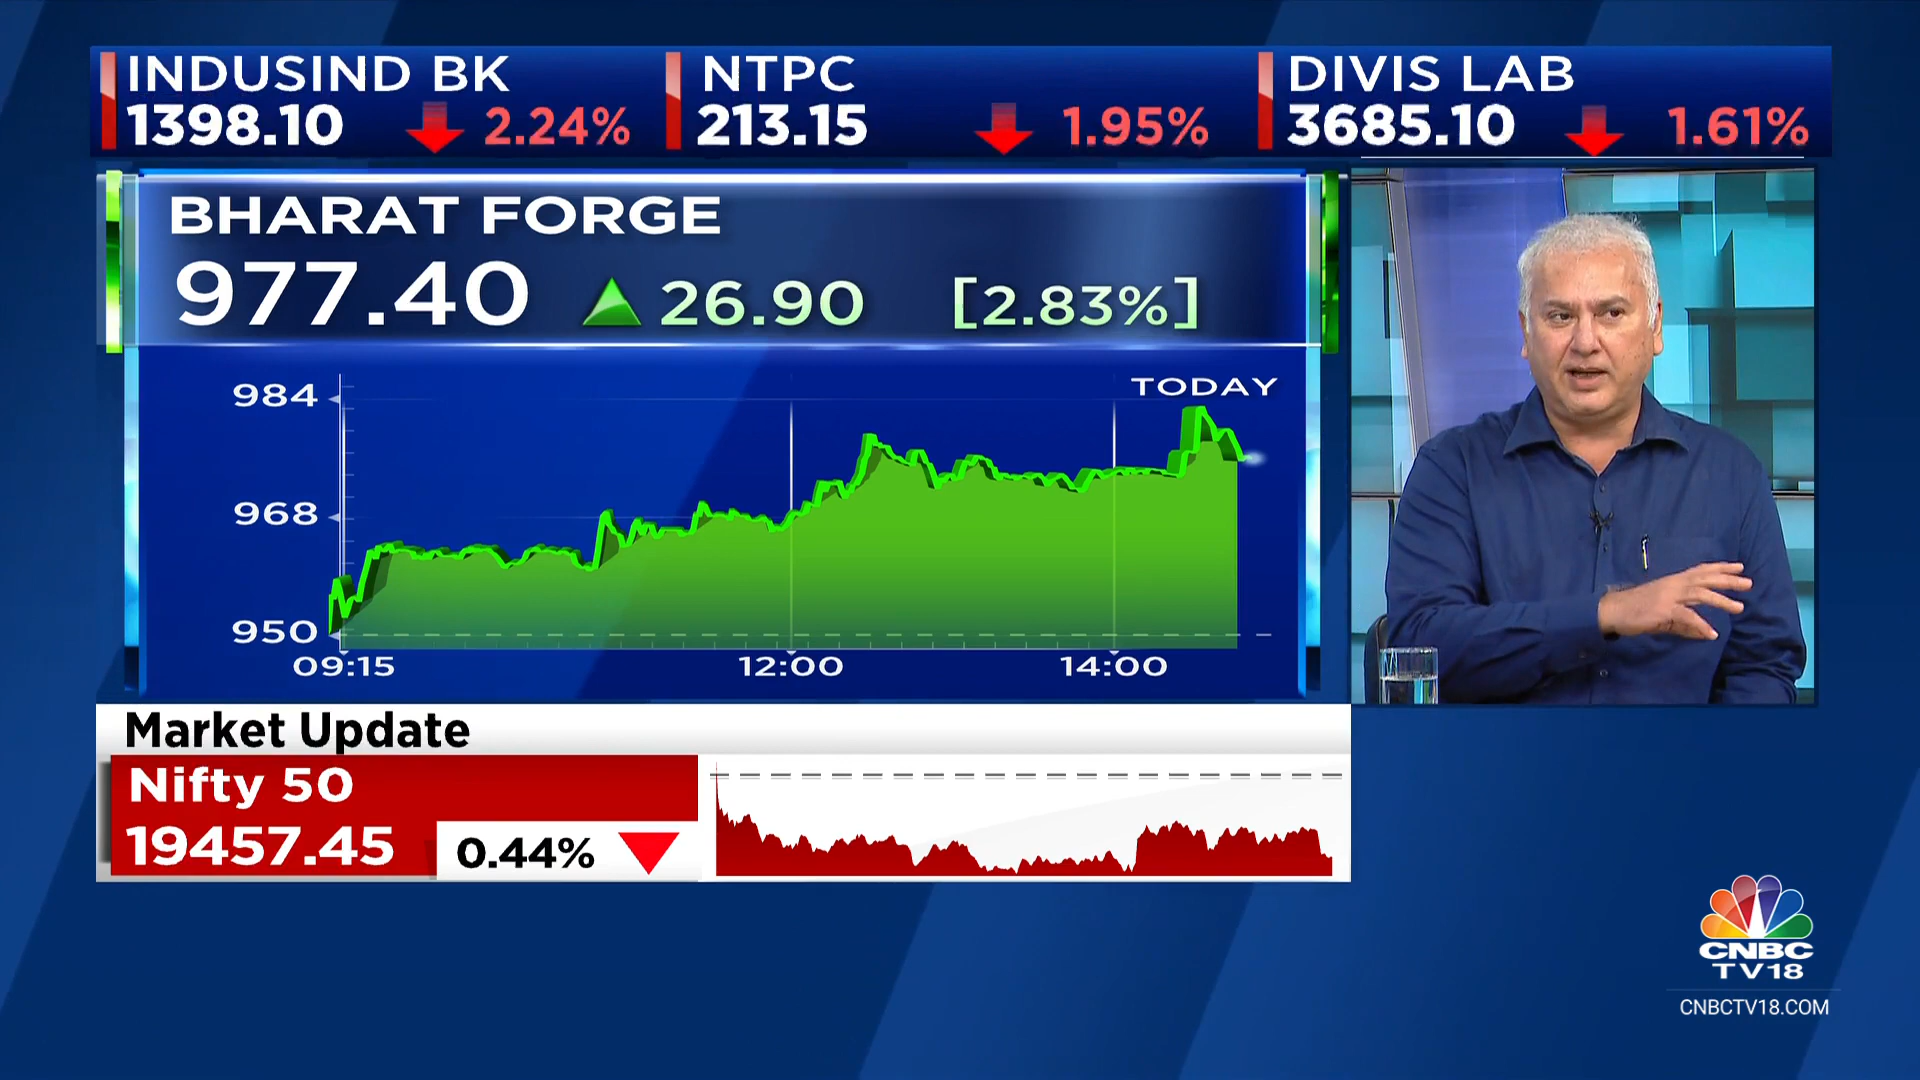 INDUSIND BK
1398.10 2.24%
NTPC
213.15 1.95%
DIVIS LAB
3685.10 1.61%
BHARAT FORGE
977.40 26.90 [2.83%]
TODAY
984
968
950
09:15 12:00 14:00
Market Update
Nifty 50
19457.45 0.44%
CNBC
TV18
CNBCTV18.COM